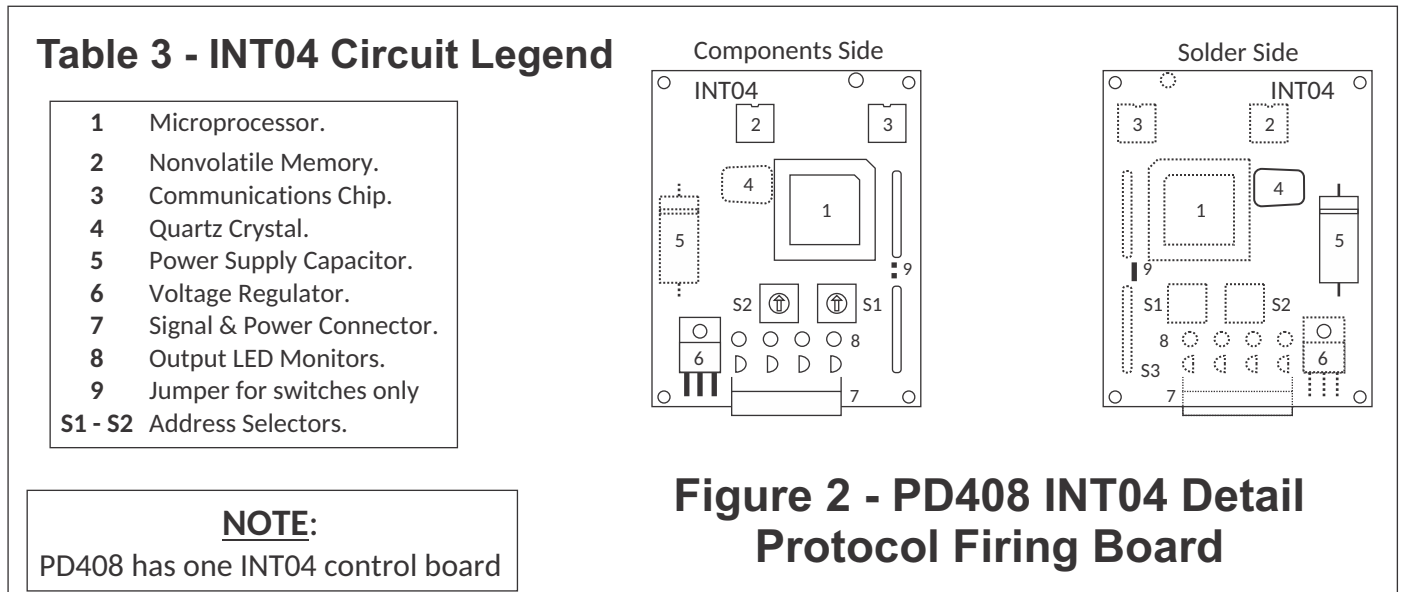 Table 3 - INT04 Circuit Legend
1 Microprocessor.
2 Nonvolatile Memory.
3 Communications Chip.
4 Quartz Crystal.
5 Power Supply Capacitor.
6 Voltage Regulator.
7 Signal & Power Connector.
8 Output LED Monitors.
9 Jumper for switches only
S1 - S2 Address Selectors.
NOTE:
PD408 has one INT04 control board
Components Side
INT04
2 3
4
1
5
9
S2 S1
8
6
7
Solder Side
INT04
3 2
4
1
5
9
S1 S2
8
6
S3
7
Figure 2 - PD408 INT04 Detail
Protocol Firing Board